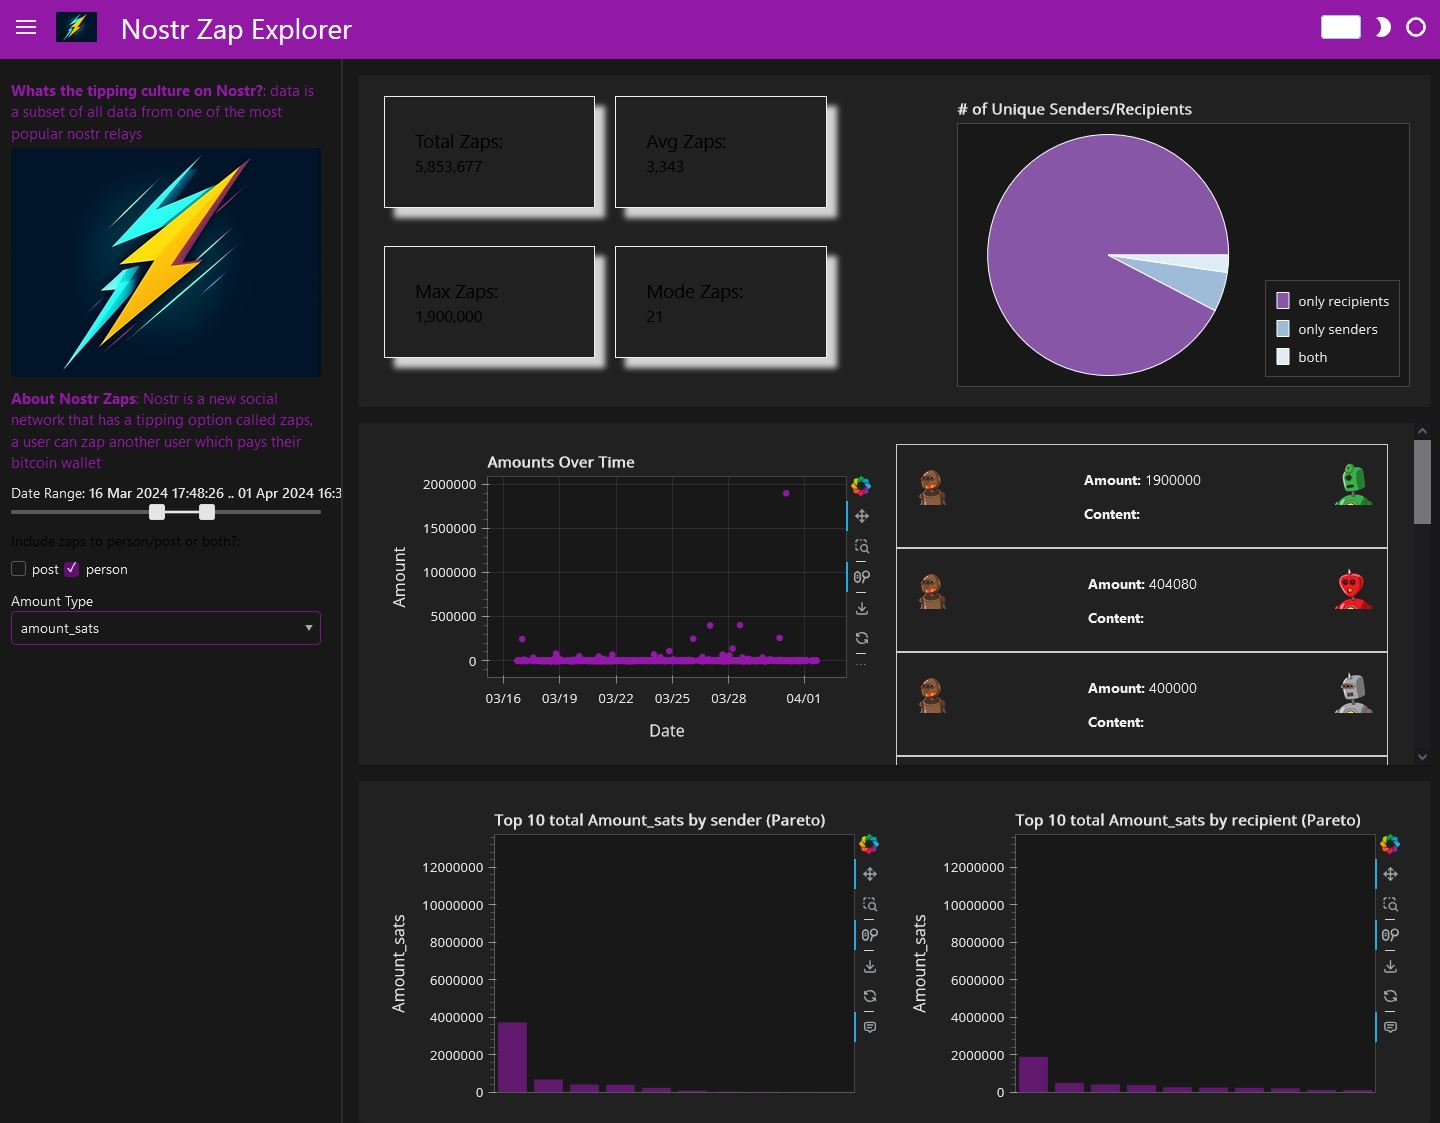 Nostr Zap Explorer
Whats the tipping culture on Nostr?: data is
a subset of all data from one of the most
popular nostr relays
About Nostr Zaps: Nostr is a new social
network that has a tipping option called zaps,
a user can zap another user which pays their
bitcoin wallet
Date Range: 16 Mar 2024 17:48:26 .. 01 Apr 2024 16:3
Include zaps to person/post or both?:
post person
Amount Type
amount_sats
Total Zaps:
5,853,677
Avg Zaps:
3,343
Max Zaps:
1,900,000
Mode Zaps:
21
# of Unique Senders/Recipients
only recipients
only senders
both
Amounts Over Time
Amount
2000000
1500000
1000000
500000
0
03/16 03/19 03/22 03/25 03/28 04/01
Date
Amount: 1900000
Content:
Amount: 404080
Content:
Amount: 400000
Content:
Top 10 total Amount_sats by sender (Pareto)
Amount_sats
12000000
10000000
8000000
6000000
4000000
2000000
0
Top 10 total Amount_sats by recipient (Pareto)
Amount_sats
12000000
10000000
8000000
6000000
4000000
2000000
0